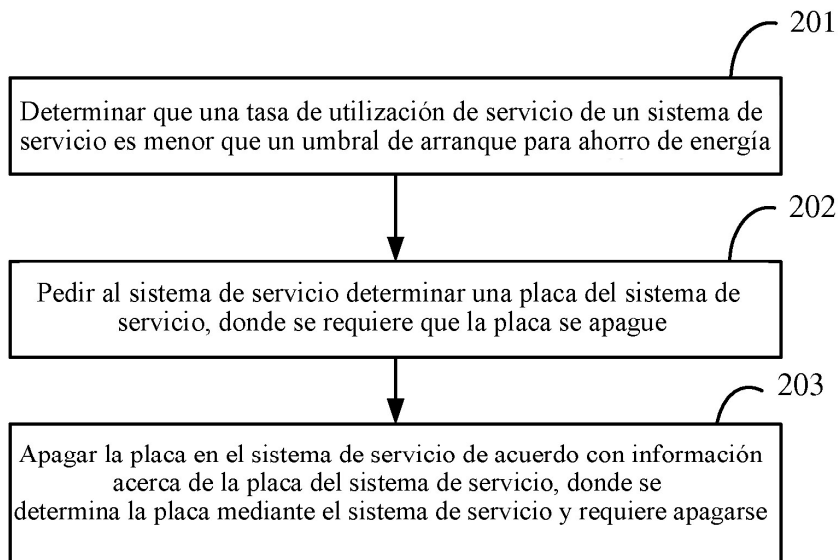 201
Determinar que una tasa de utilización de servicio de un sistema de
servicio es menor que un umbral de arranque para ahorro de energía
202
Pedir al sistema de servicio determinar una placa del sistema de
servicio, donde se requiere que la placa se apague
203
Apagar la placa en el sistema de servicio de acuerdo con información
acerca de la placa del sistema de servicio, donde se
determina la placa mediante el sistema de servicio y requiere apagarse